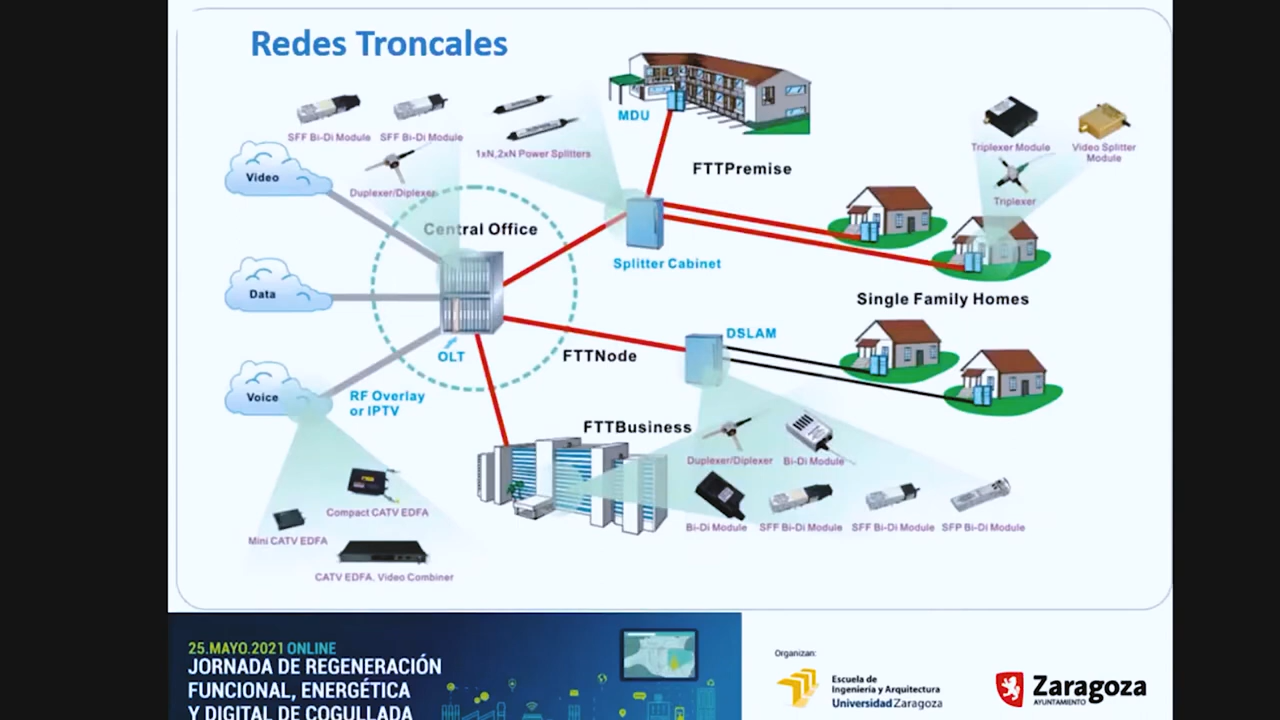 Redes Troncales
SFF Bi-Di Module
SFF Bi-Di Module
1xN,2xN Power Splitters
Duplexer/Diplexer
MDU
FTTPremise
Triplexer Module
Video Splitter
Module
Triplexer
Video
Central Office
Splitter Cabinet
Single Family Homes
Data
OLT
FTTNode
DSLAM
Voice
RF Overlay
or IPTV
FTTBusiness
Duplexer/Diplexer
Bi-Di Module
Bi-Di Module
SFF Bi-Di Module
SFF Bi-Di Module
SFP Bi-Di Module
Compact CATV EDFA
Mini CATV EDFA
CATV EDFA. Video Combiner
25.MAYO.2021 ONLINE
JORNADA DE REGENERACIÓN
FUNCIONAL, ENERGÉTICA
Y DIGITAL DE COGULLADA
Organizan:
Escuela de
Ingeniería y Arquitectura
Universidad Zaragoza
Zaragoza
AYUNTAMIENTO